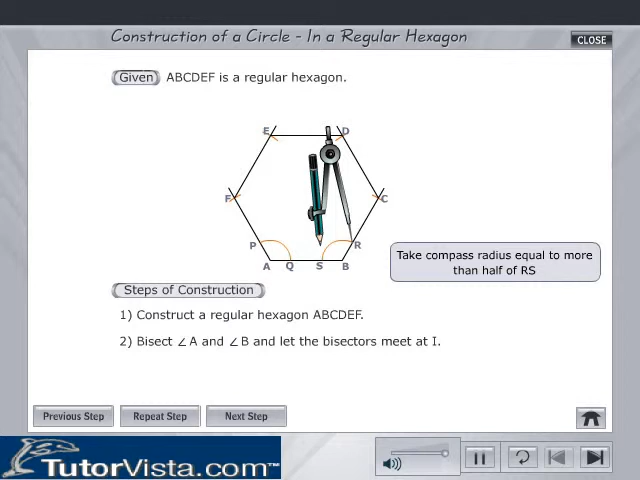 Construction of a Circle - In a Regular Hexagon
CLOSE
Given ABCDEF is a regular hexagon.
E D
F C
P R
A Q S B
Take compass radius equal to more
than half of RS
Steps of Construction
1) Construct a regular hexagon ABCDEF.
2) Bisect ∠A and ∠B and let the bisectors meet at I.
Previous Step Repeat Step Next Step
TutorVista.com™